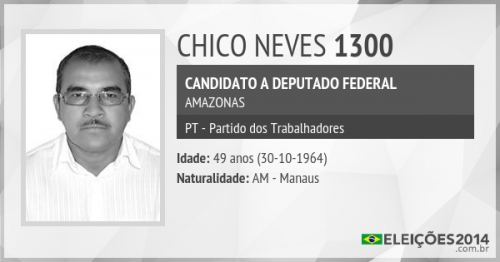 CHICO NEVES 1300
CANDIDATO A DEPUTADO FEDERAL
AMAZONAS
PT - Partido dos Trabalhadores
Idade: 49 anos (30-10-1964)
Naturalidade: AM - Manaus
ELEIÇÕES2014
.com.br